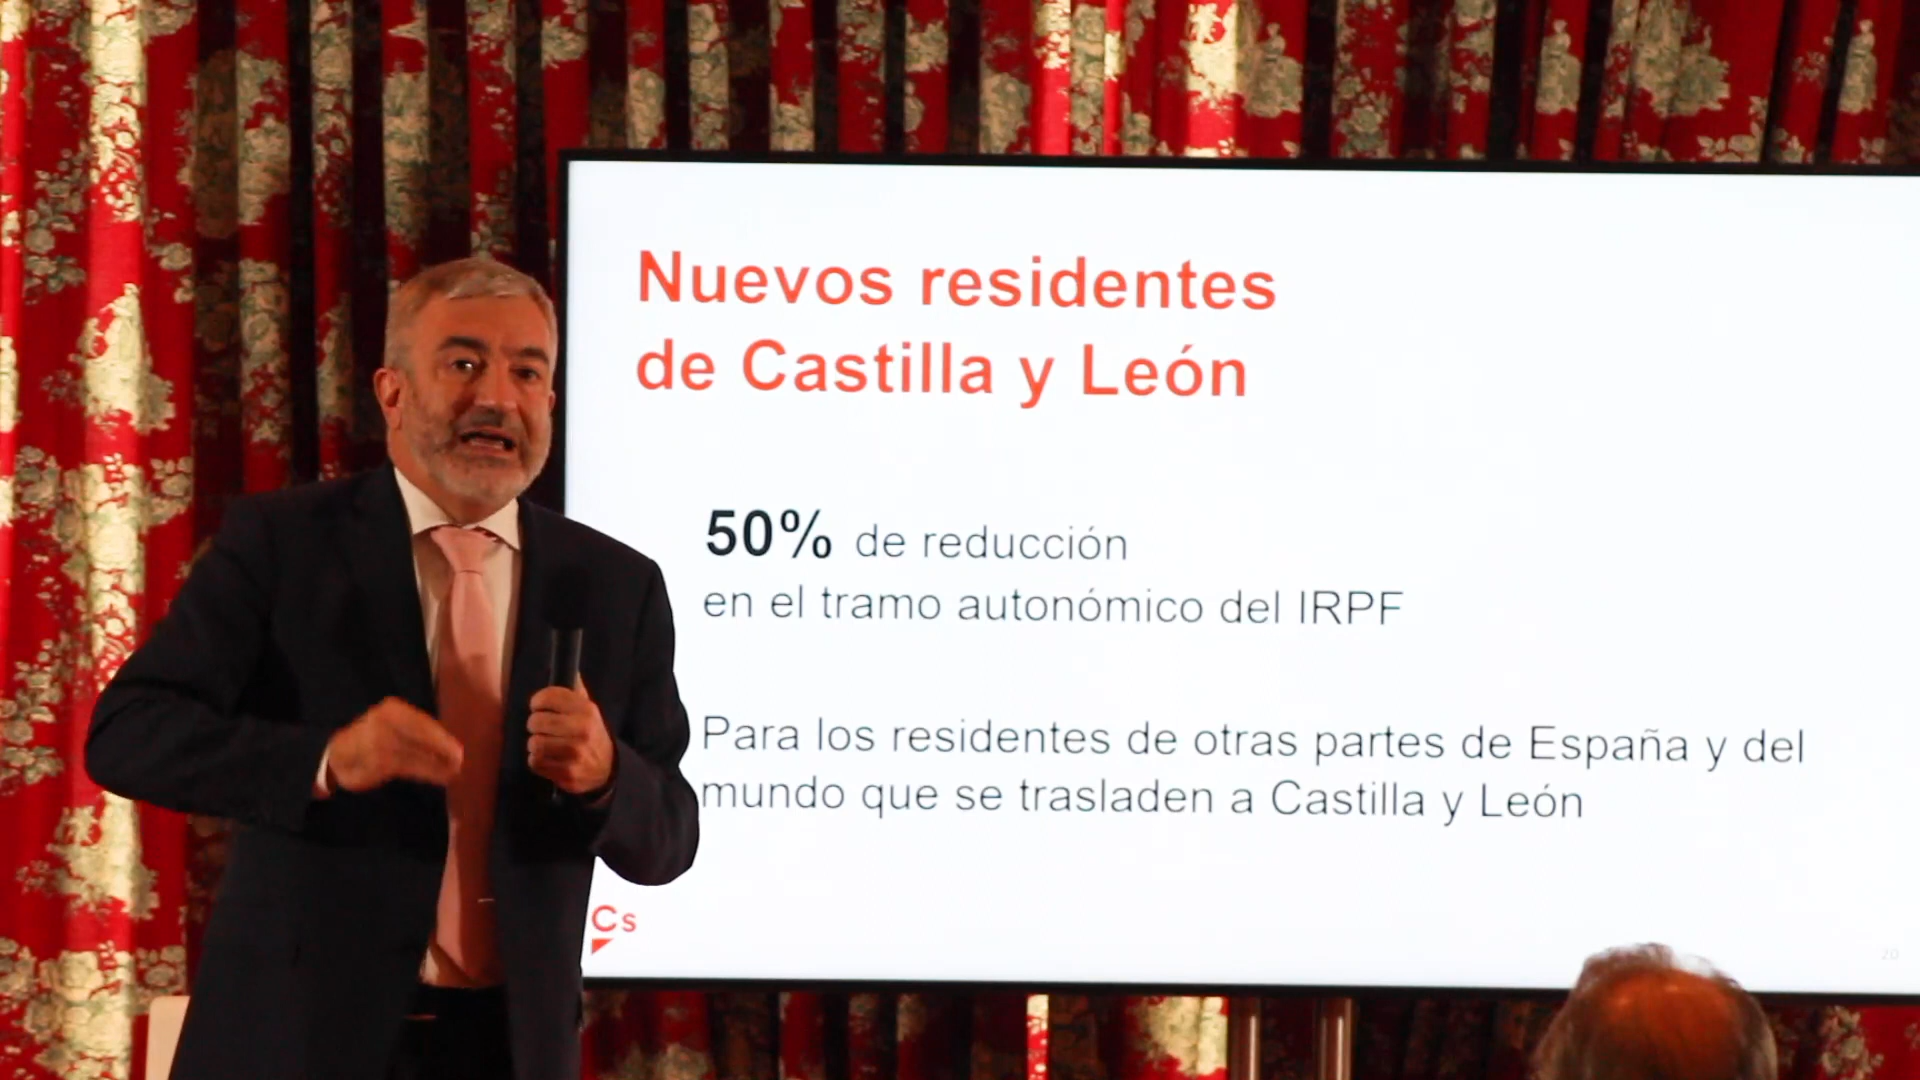 Nuevos residentes
de Castilla y León
50% de reducción
en el tramo autonómico del IRPF
Para los residentes de otras partes de España y del
mundo que se trasladen a Castilla y León
Cs
20